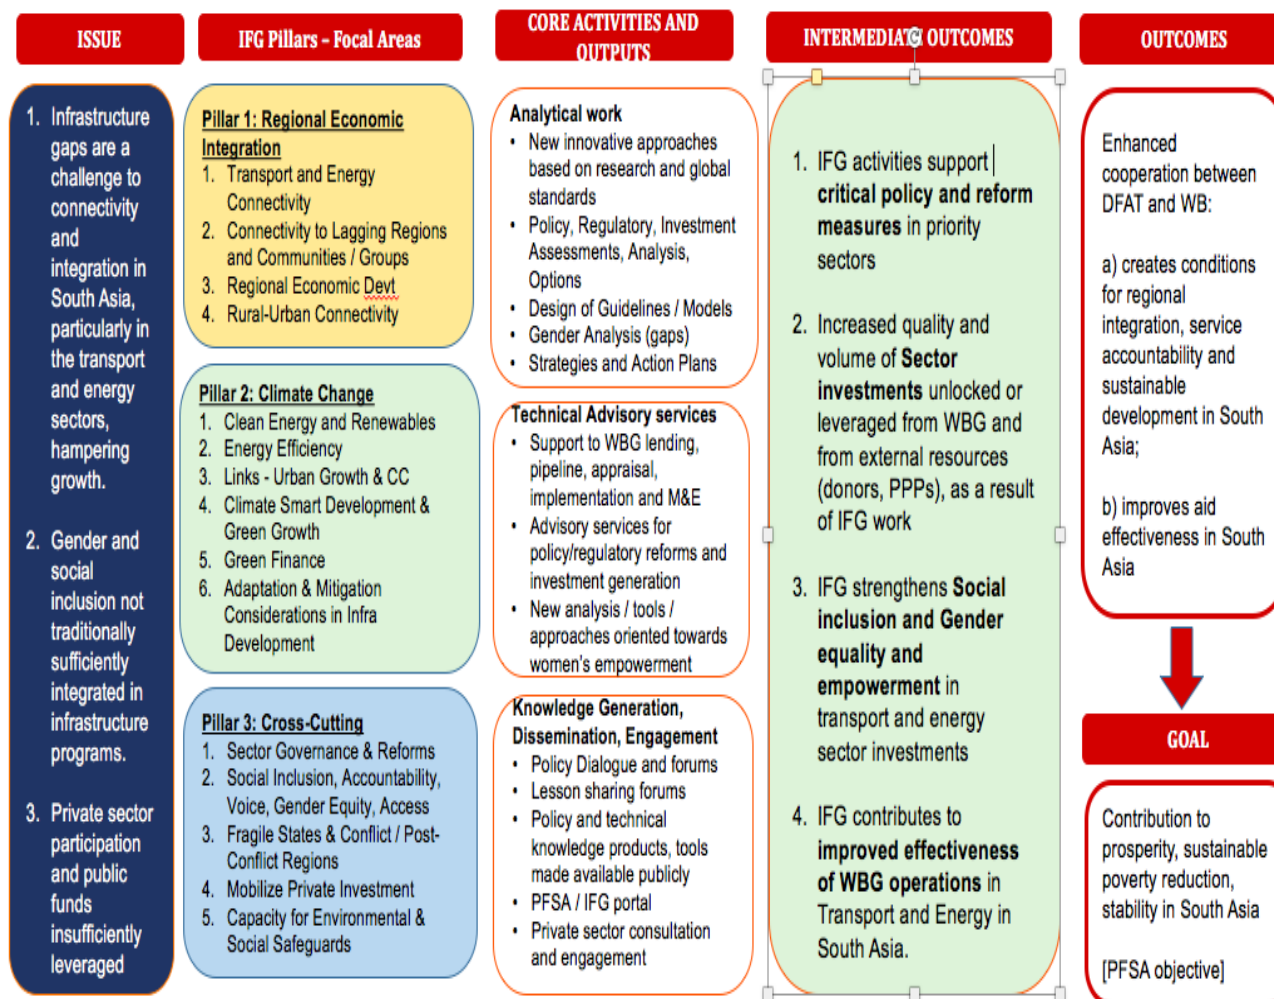 ISSUE
1. Infrastructure
gaps are a
challenge to
connectivity
and
integration in
South Asia,
particularly in
the transport
and energy
sectors,
hampering
growth.
2. Gender and
social
inclusion not
traditionally
sufficiently
integrated in
infrastructure
programs.
3. Private sector
participation
and public
funds
insufficiently
leveraged
IFG Pillars – Focal Areas
Pillar 1: Regional Economic
Integration
1. Transport and Energy
Connectivity
2. Connectivity to Lagging Regions
and Communities / Groups
3. Regional Economic Devt
4. Rural-Urban Connectivity
Pillar 2: Climate Change
1. Clean Energy and Renewables
2. Energy Efficiency
3. Links - Urban Growth & CC
4. Climate Smart Development &
Green Growth
5. Green Finance
6. Adaptation & Mitigation
Considerations in Infra
Development
Pillar 3: Cross-Cutting
1. Sector Governance & Reforms
2. Social Inclusion, Accountability,
Voice, Gender Equity, Access
3. Fragile States & Conflict / Post-
Conflict Regions
4. Mobilize Private Investment
5. Capacity for Environmental &
Social Safeguards
CORE ACTIVITIES AND
OUTPUTS
Analytical work
• New innovative approaches
based on research and global
standards
• Policy, Regulatory, Investment
Assessments, Analysis,
Options
• Design of Guidelines / Models
• Gender Analysis (gaps)
• Strategies and Action Plans
Technical Advisory services
• Support to WBG lending,
pipeline, appraisal,
implementation and M&E
• Advisory services for
policy/regulatory reforms and
investment generation
• New analysis / tools /
approaches oriented towards
women's empowerment
Knowledge Generation,
Dissemination, Engagement
• Policy Dialogue and forums
• Lesson sharing forums
• Policy and technical
knowledge products, tools
made available publicly
• PFSA / IFG portal
• Private sector consultation
and engagement
INTERMEDIATE OUTCOMES
1. IFG activities support
critical policy and reform
measures in priority
sectors
2. Increased quality and
volume of Sector
investments unlocked or
leveraged from WBG and
from external resources
(donors, PPPs), as a result
of IFG work
3. IFG strengthens Social
inclusion and Gender
equality and
empowerment in
transport and energy
sector investments
4. IFG contributes to
improved effectiveness
of WBG operations in
Transport and Energy in
South Asia.
OUTCOMES
Enhanced
cooperation between
DFAT and WB:
a) creates conditions
for regional
integration, service
accountability and
sustainable
development in South
Asia;
b) improves aid
effectiveness in South
Asia
GOAL
Contribution to
prosperity, sustainable
poverty reduction,
stability in South Asia
[PFSA objective]